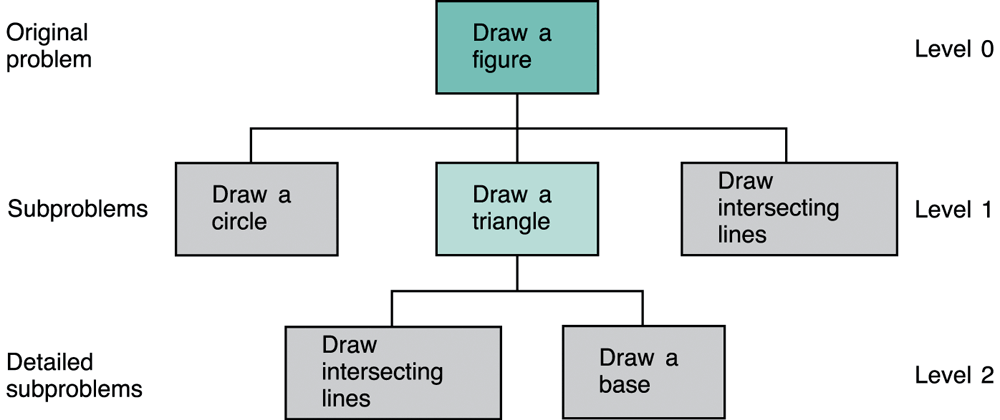 Original
problem
Draw a
figure
Level 0
Subproblems
Draw a
circle
Draw a
triangle
Draw
intersecting
lines
Level 1
Detailed
subproblems
Draw
intersecting
lines
Draw a
base
Level 2